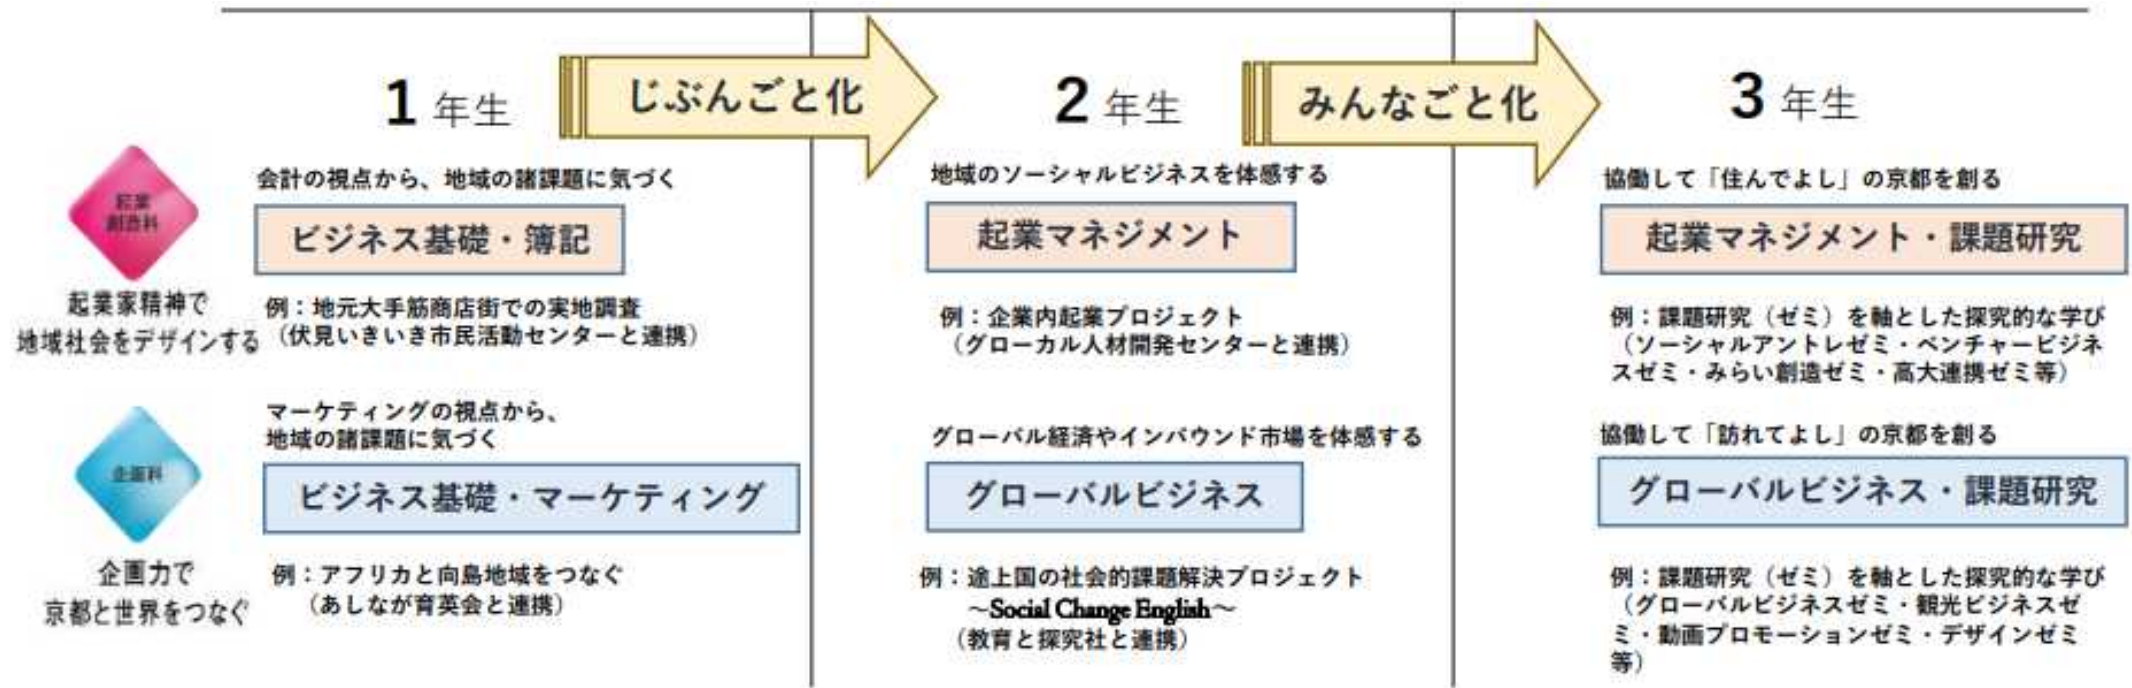 1 年生
じぶんごと化
2 年生
みんなごと化
3 年生
起業
創造科
起業家精神で
地域社会をデザインする
会計の視点から、地域の諸課題に気づく
ビジネス基礎・簿記
例：地元大手筋商店街での実地調査
（伏見いきいき市民活動センターと連携）
地域のソーシャルビジネスを体感する
起業マネジメント
例：企業内起業プロジェクト
（グローカル人材開発センターと連携）
協働して「住んでよし」の京都を創る
起業マネジメント・課題研究
例：課題研究（ゼミ）を軸とした探究的な学び
（ソーシャルアントレゼミ・ベンチャービジネ
スゼミ・みらい創造ゼミ・高大連携ゼミ等）
企画科
企画力で
京都と世界をつなぐ
マーケティングの視点から、
地域の諸課題に気づく
ビジネス基礎・マーケティング
例：アフリカと向島地域をつなぐ
（あしなが育英会と連携）
グローバル経済やインバウンド市場を体感する
グローバルビジネス
例：途上国の社会的課題解決プロジェクト
～Social Change English～
（教育と探究社と連携）
協働して「訪れてよし」の京都を創る
グローバルビジネス・課題研究
例：課題研究（ゼミ）を軸とした探究的な学び
（グローバルビジネスゼミ・観光ビジネスゼ
ミ・動画プロモーションゼミ・デザインゼミ
等）